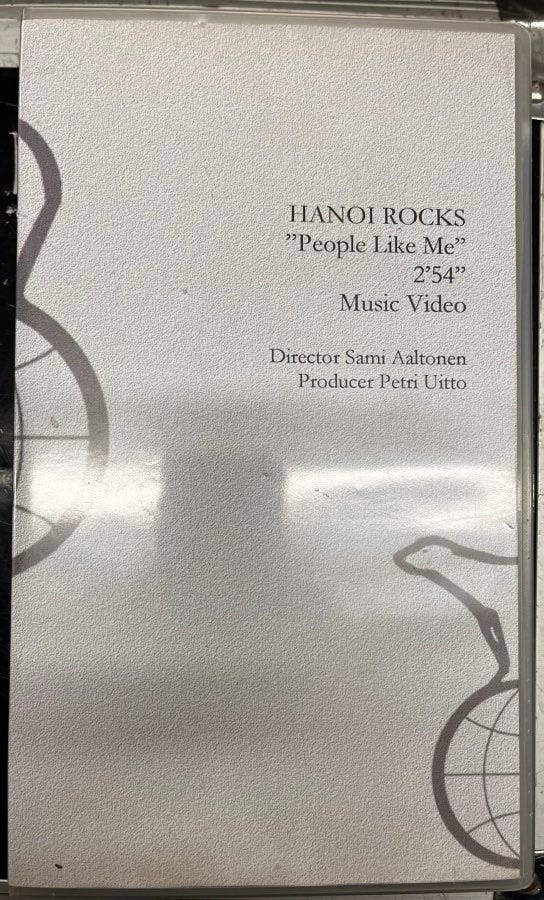 HANOI ROCKS
”People Like Me”
2’54”
Music Video
Director Sami Aaltonen
Producer Petri Uitto